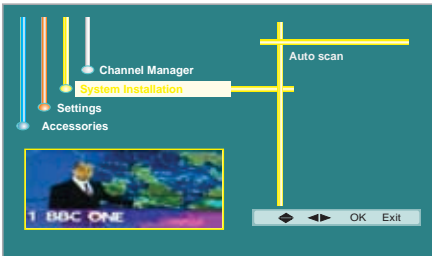 Channel Manager
System Installation
Settings
Accessories
Auto scan
1 BBC ONE
OK Exit